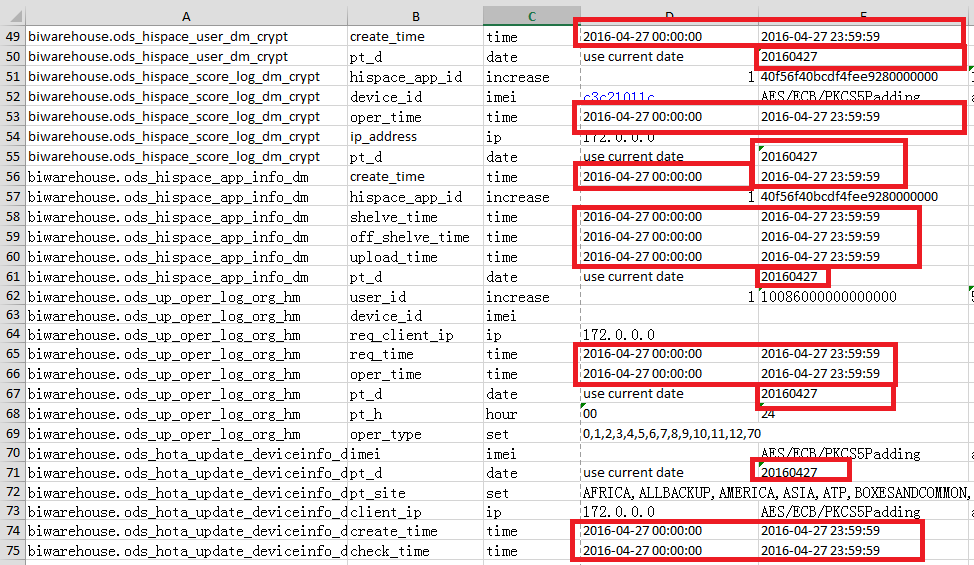 A B C D E
49 biwarehouse.ods_hispace_user_dm_crypt create_time time 2016-04-27 00:00:00 2016-04-27 23:59:59
50 biwarehouse.ods_hispace_user_dm_crypt pt_d date use current date 20160427
51 biwarehouse.ods_hispace_score_log_dm_crypt hispace_app_id increase 1 40f56f40bcdf4fee9280000000
52 biwarehouse.ods_hispace_score_log_dm_crypt device_id imei c3c21011c AES/ECB/PKCS5Padding
53 biwarehouse.ods_hispace_score_log_dm_crypt oper_time time 2016-04-27 00:00:00 2016-04-27 23:59:59
54 biwarehouse.ods_hispace_score_log_dm_crypt ip_address ip 172.0.0.0
55 biwarehouse.ods_hispace_score_log_dm_crypt pt_d date use current date 20160427
56 biwarehouse.ods_hispace_app_info_dm create_time time 2016-04-27 00:00:00 2016-04-27 23:59:59
57 biwarehouse.ods_hispace_app_info_dm hispace_app_id increase 1 40f56f40bcdf4fee9280000000
58 biwarehouse.ods_hispace_app_info_dm shelve_time time 2016-04-27 00:00:00 2016-04-27 23:59:59
59 biwarehouse.ods_hispace_app_info_dm off_shelve_time time 2016-04-27 00:00:00 2016-04-27 23:59:59
60 biwarehouse.ods_hispace_app_info_dm upload_time time 2016-04-27 00:00:00 2016-04-27 23:59:59
61 biwarehouse.ods_hispace_app_info_dm pt_d date use current date 20160427
62 biwarehouse.ods_up_oper_log_org_hm user_id increase 1 10086000000000000
63 biwarehouse.ods_up_oper_log_org_hm device_id imei
64 biwarehouse.ods_up_oper_log_org_hm req_client_ip ip 172.0.0.0
65 biwarehouse.ods_up_oper_log_org_hm req_time time 2016-04-27 00:00:00 2016-04-27 23:59:59
66 biwarehouse.ods_up_oper_log_org_hm oper_time time 2016-04-27 00:00:00 2016-04-27 23:59:59
67 biwarehouse.ods_up_oper_log_org_hm pt_d date use current date 20160427
68 biwarehouse.ods_up_oper_log_org_hm pt_h hour 00 24
69 biwarehouse.ods_up_oper_log_org_hm oper_type set 0,1,2,3,4,5,6,7,8,9,10,11,12,70
70 biwarehouse.ods_hota_update_deviceinfo_d imei imei AES/ECB/PKCS5Padding
71 biwarehouse.ods_hota_update_deviceinfo_d pt_d date use current date 20160427
72 biwarehouse.ods_hota_update_deviceinfo_d pt_site set AFRICA,ALLBACKUP,AMERICA,ASIA,ATP,BOXESANDCOMMON,
73 biwarehouse.ods_hota_update_deviceinfo_d client_ip ip 172.0.0.0 AES/ECB/PKCS5Padding
74 biwarehouse.ods_hota_update_deviceinfo_d create_time time 2016-04-27 00:00:00 2016-04-27 23:59:59
75 biwarehouse.ods_hota_update_deviceinfo_d check_time time 2016-04-27 00:00:00 2016-04-27 23:59:59